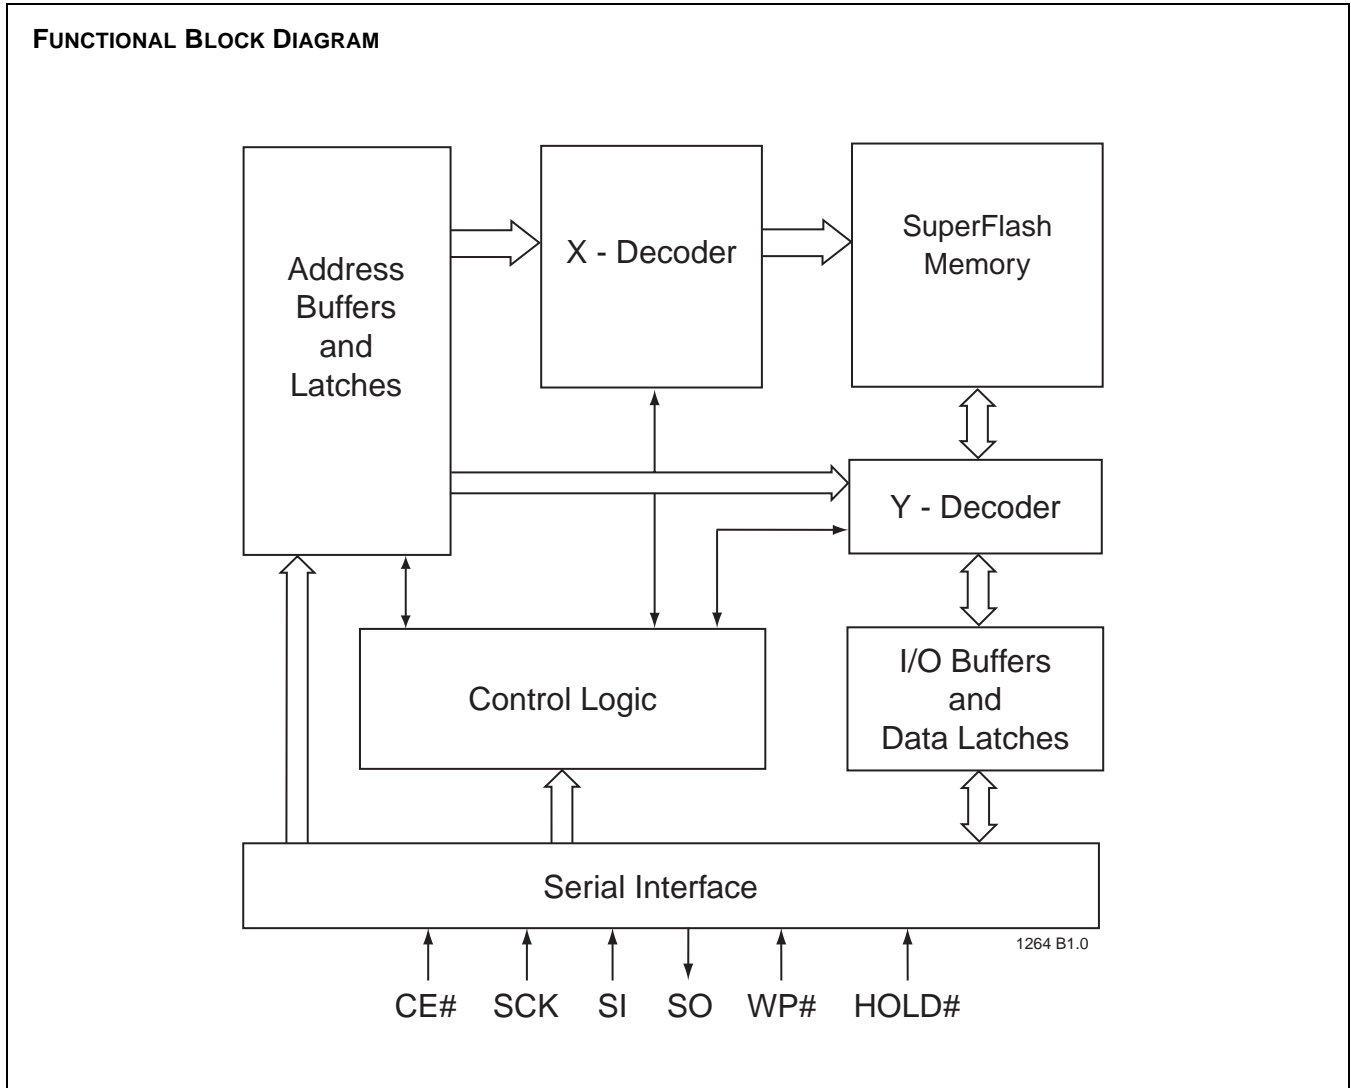 FUNCTIONAL BLOCK DIAGRAM
Address
Buffers
and
Latches
X - Decoder
SuperFlash
Memory
Y - Decoder
Control Logic
I/O Buffers
and
Data Latches
Serial Interface
1264 B1.0
CE# SCK SI SO WP# HOLD#